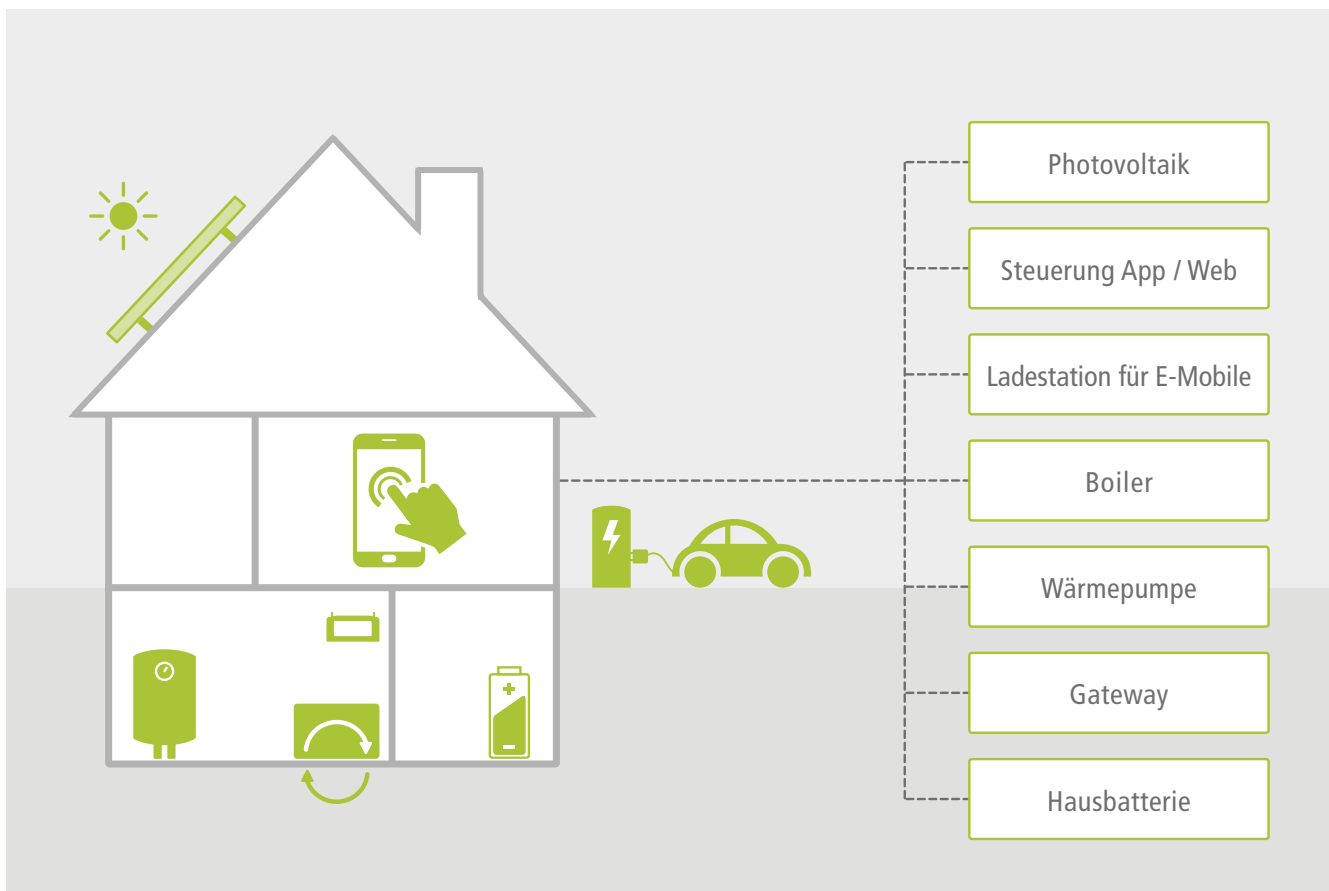 Photovoltaik
Steuerung App / Web
Ladestation für E-Mobile
Boiler
Wärmepumpe
Gateway
Hausbatterie